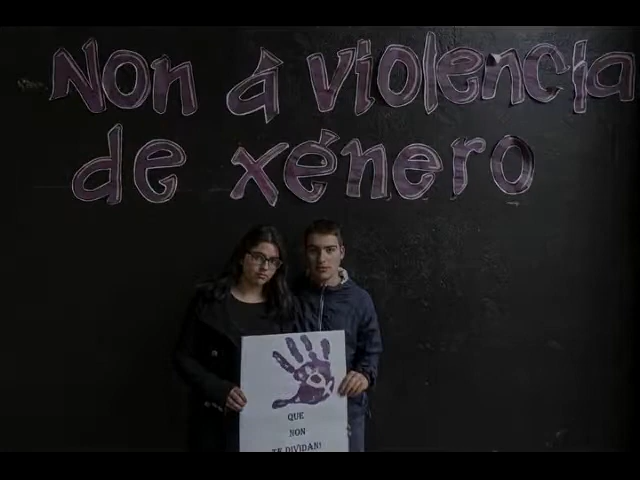 Non á violencia
de xénero
QUE
NON
TE DIVIDAN!